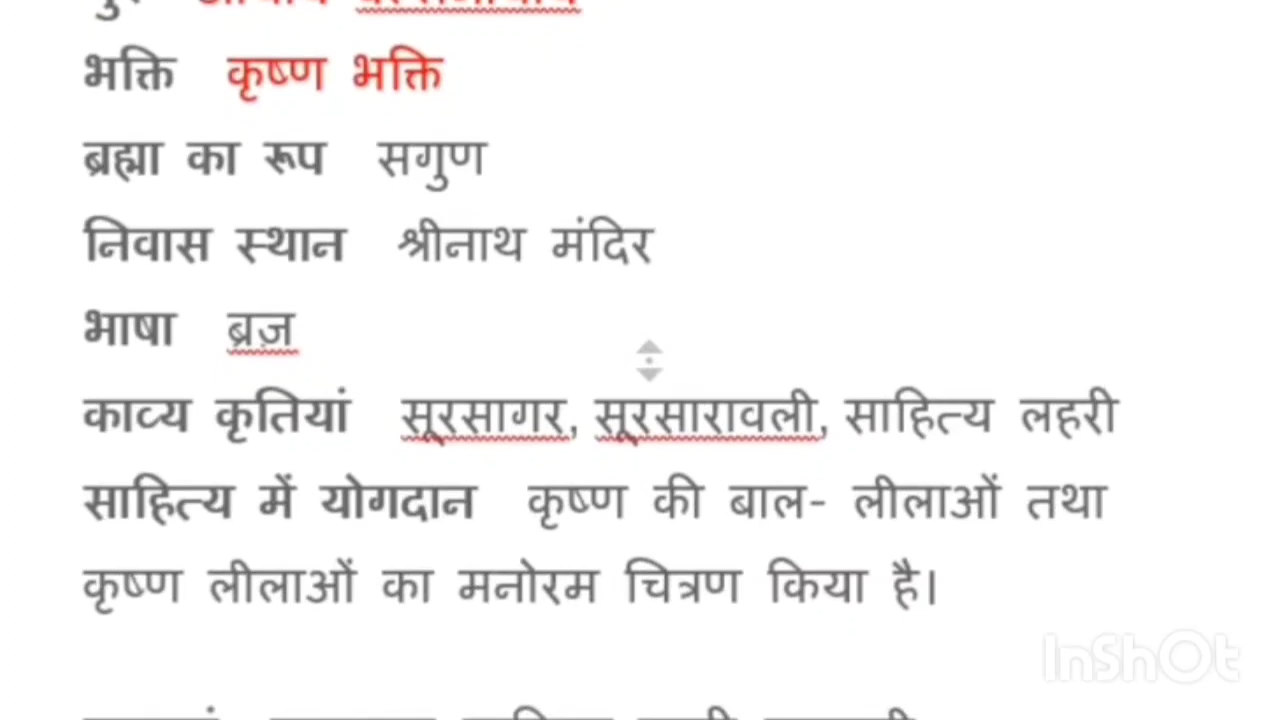 भक्ति कृष्ण भक्ति
ब्रह्मा का रूप सगुण
निवास स्थान श्रीनाथ मंदिर
भाषा ब्रज़
काव्य कृतियां सूरसागर, सूरसारावली, साहित्य लहरी
साहित्य में योगदान कृष्ण की बाल- लीलाओं तथा
कृष्ण लीलाओं का मनोरम चित्रण किया है।
InShOt